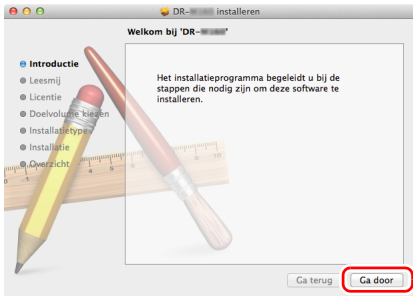 DR- installeren
Welkom bij 'DR- '
Introductie
Leesmij
Licentie
Doelvolume kiezen
Installatietype
Installatie
Overzicht
Het installatieprogramma begeleidt u bij de
stappen die nodig zijn om deze software te
installeren.
Ga terug
Ga door